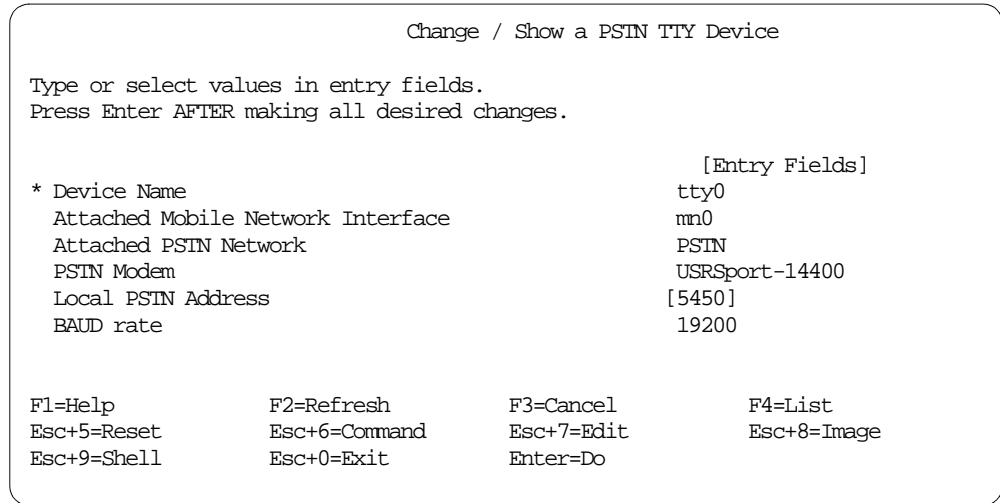 Change / Show a PSTN TTY Device
Type or select values in entry fields.
Press Enter AFTER making all desired changes.
[Entry Fields]
* Device Name tty0
Attached Mobile Network Interface mn0
Attached PSTN Network PSTN
PSTN Modem USRSport-14400
Local PSTN Address [5450]
BAUD rate 19200
F1=Help F2=Refresh F3=Cancel F4=List
Esc+5=Reset Esc+6=Command Esc+7=Edit Esc+8=Image
Esc+9=Shell Esc+0=Exit Enter=Do